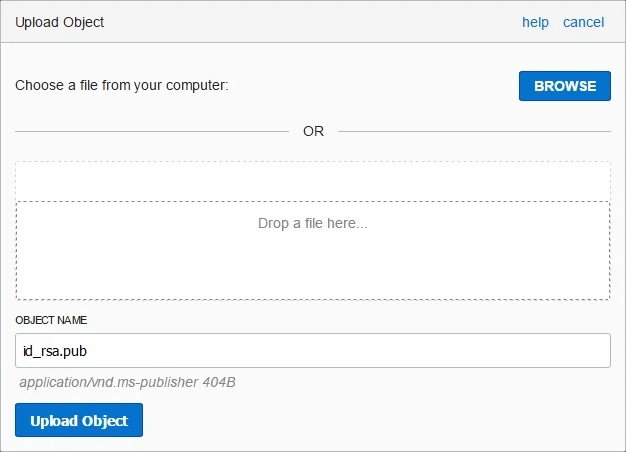 Upload Object help cancel
Choose a file from your computer: BROWSE
OR
Drop a file here...
OBJECT NAME
id_rsa.pub
application/vnd.ms-publisher 404B
Upload Object